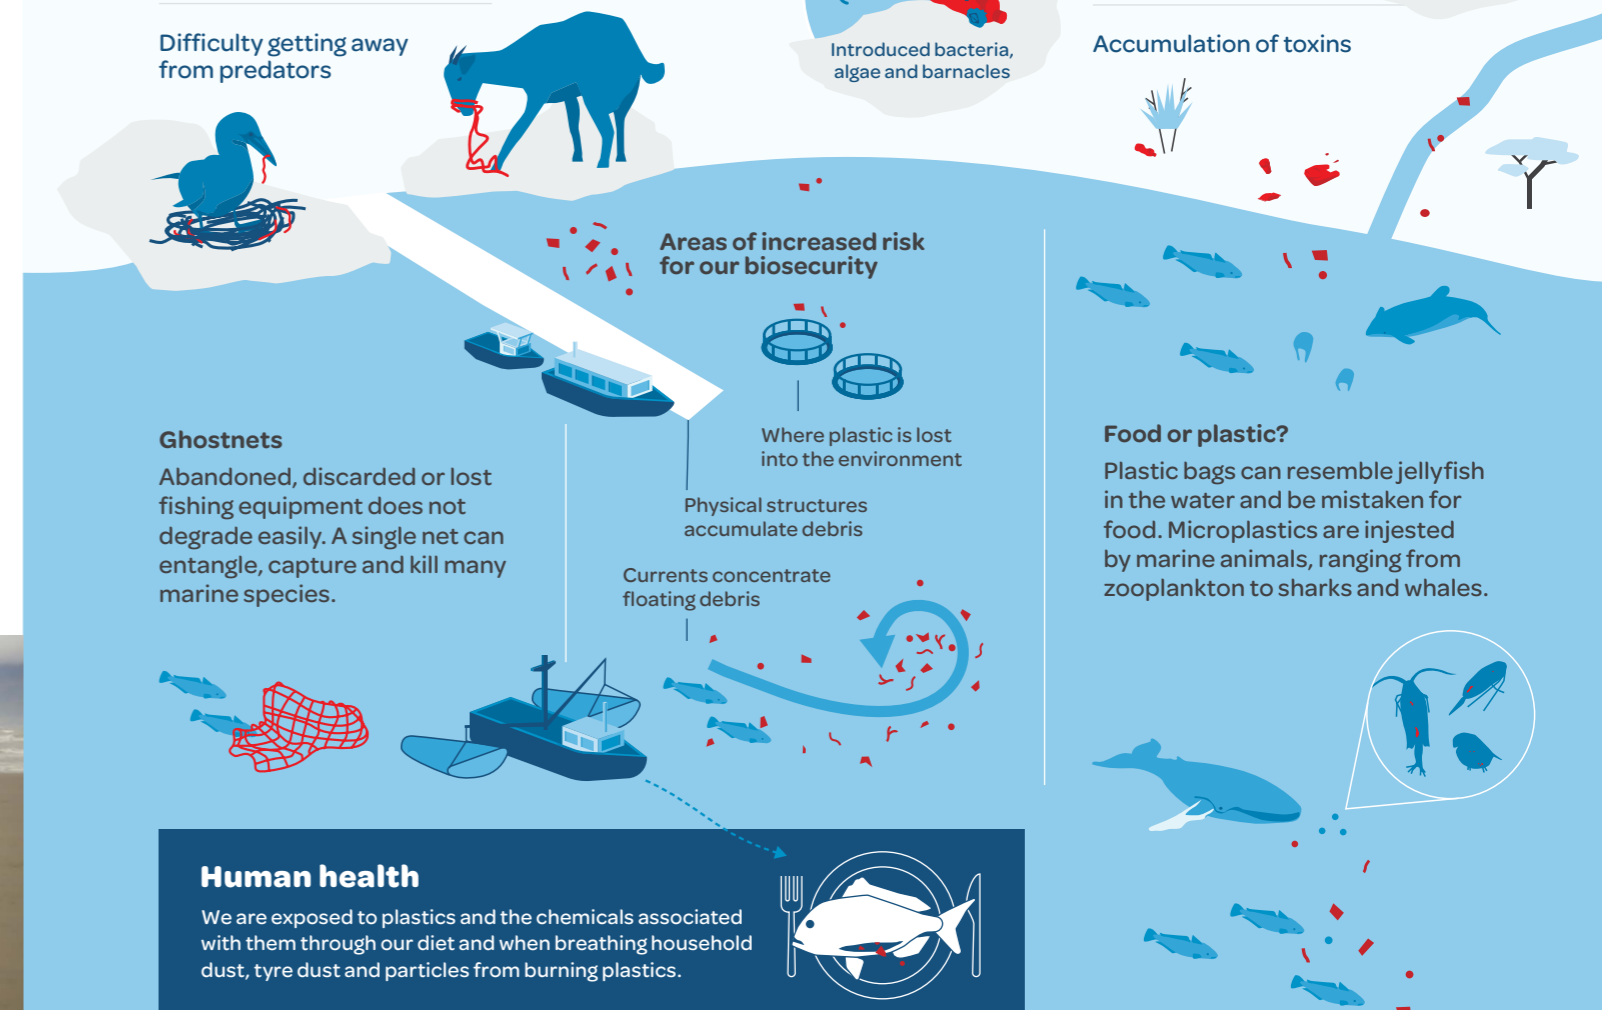 Difficulty getting away
from predators
Introduced bacteria,
algae and barnacles
Accumulation of toxins
Areas of increased risk
for our biosecurity
Where plastic is lost
into the environment
Physical structures
accumulate debris
Currents concentrate
floating debris
Ghostnets
Abandoned, discarded or lost
fishing equipment does not
degrade easily. A single net can
entangle, capture and kill many
marine species.
Food or plastic?
Plastic bags can resemble jellyfish
in the water and be mistaken for
food. Microplastics are injested
by marine animals, ranging from
zooplankton to sharks and whales.
Human health
We are exposed to plastics and the chemicals associated
with them through our diet and when breathing household
dust, tyre dust and particles from burning plastics.